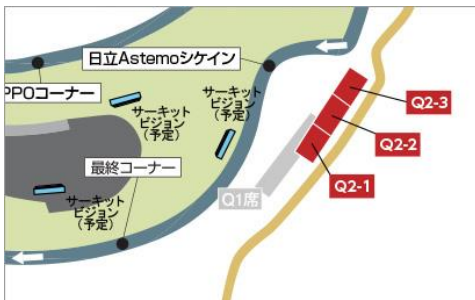 日立Astemoシケイン
PPOコーナー
サーキット
ビジョン
(予定)
サーキット
ビジョン
(予定)
最終コーナー
サーキット
ビジョン
(予定)
Q1席
Q2-3
Q2-2
Q2-1